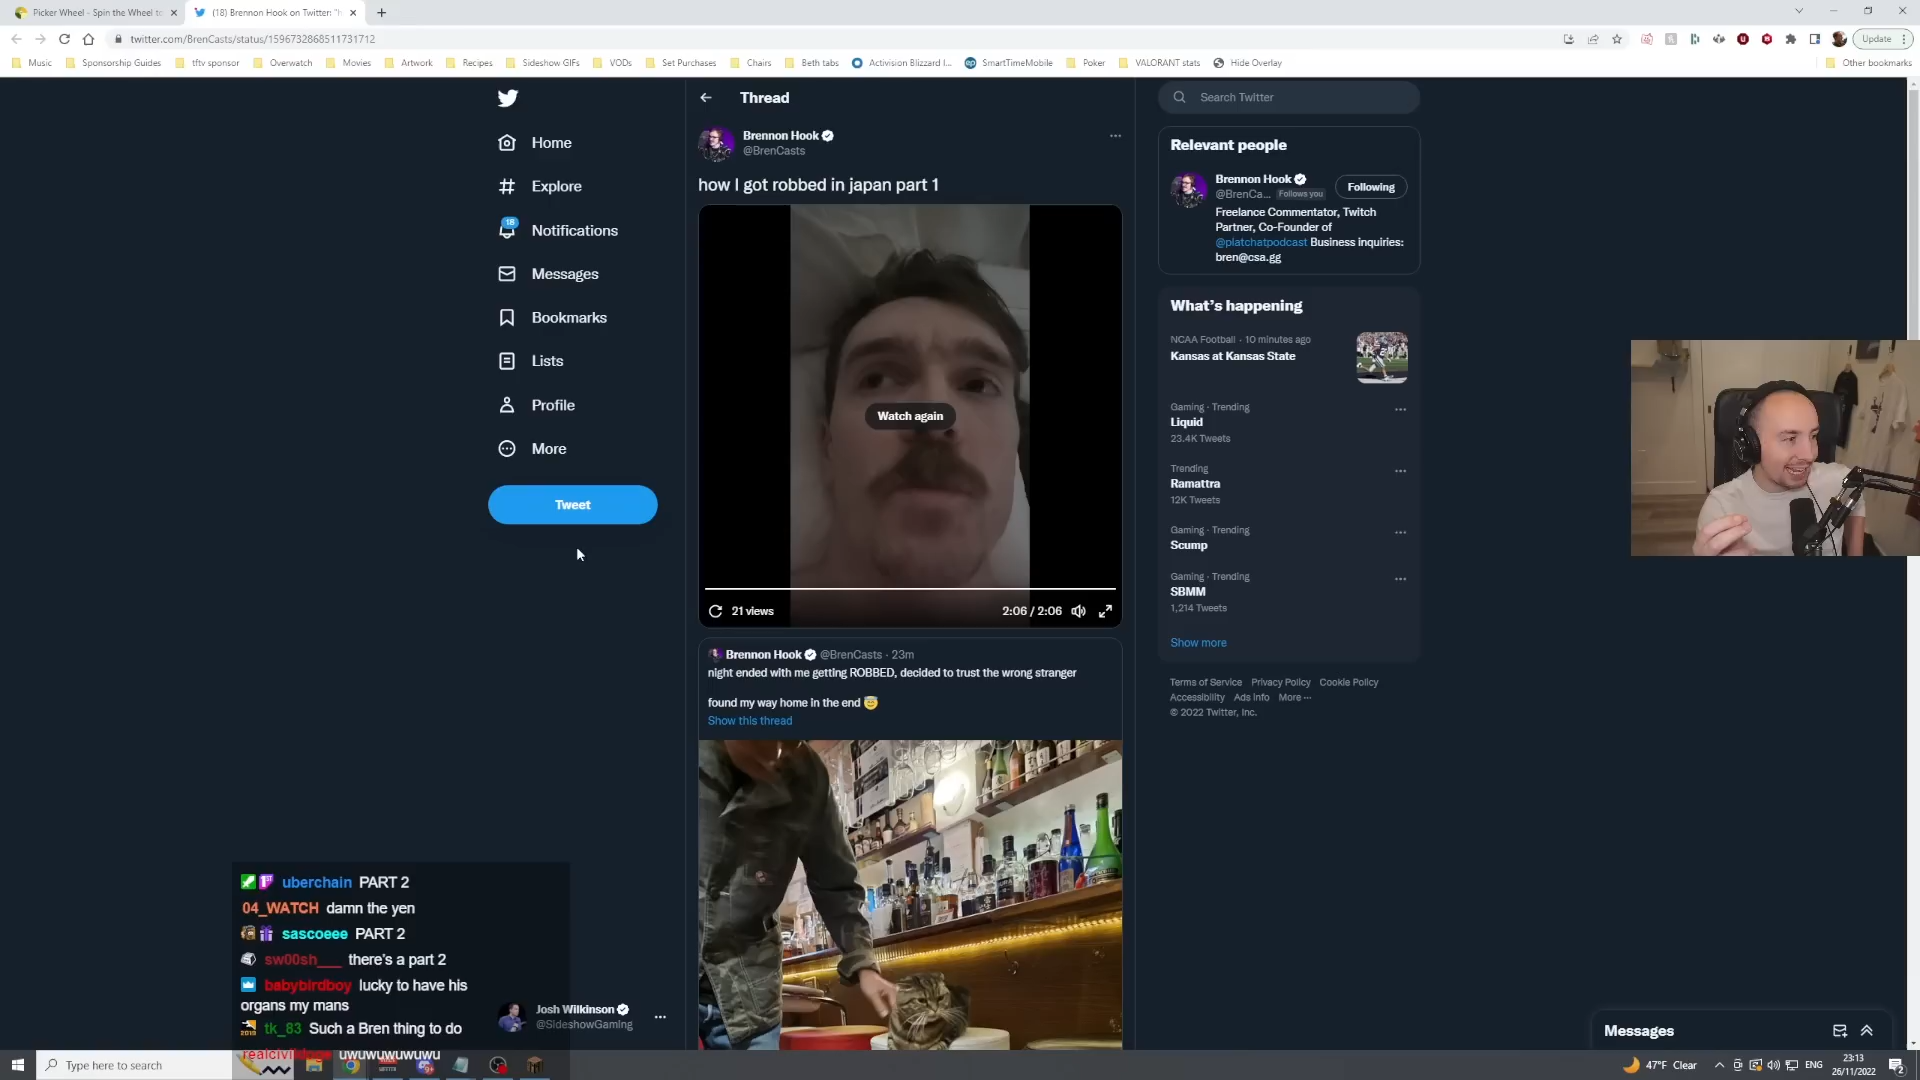 Picker Wheel - Spin the Wheel to
(18) Brennon Hook on Twitter: "h
twitter.com/BrenCasts/status/1596732868511731712
Update
Music
Sponsorship Guides
tftv sponsor
Overwatch
Movies
Artwork
Recipes
Sideshow GIFs
VODs
Set Purchases
Chairs
Beth tabs
Activision Blizzard I...
SmartTimeMobile
Poker
VALORANT stats
Hide Overlay
Other bookmarks
Home
Explore
18
Notifications
Messages
Bookmarks
Lists
Profile
More
Tweet
Thread
Brennon Hook
@BrenCasts
how I got robbed in japan part 1
Watch again
21 views
2:06 / 2:06
Brennon Hook @BrenCasts · 23m
night ended with me getting ROBBED, decided to trust the wrong stranger
found my way home in the end 😇
Show this thread
Search Twitter
Relevant people
Brennon Hook
@BrenCa... Follows you
Following
Freelance Commentator, Twitch
Partner, Co-Founder of
@platchatpodcast Business inquiries:
bren@csa.gg
What's happening
NCAA Football · 10 minutes ago
Kansas at Kansas State
Gaming · Trending
Liquid
23.4K Tweets
Trending
Ramattra
12K Tweets
Gaming · Trending
Scump
Gaming · Trending
SBMM
1,214 Tweets
Show more
Terms of Service Privacy Policy Cookie Policy
Accessibility Ads info More ···
© 2022 Twitter, Inc.
uberchain PART 2
04_WATCH damn the yen
sascoeee PART 2
sw00sh___ there's a part 2
babybirdboy lucky to have his
organs my mans
tk_83 Such a Bren thing to do
uwuwuwuwuwu
Josh Wilkinson
@SideshowGaming
Messages
Type here to search
47°F Clear
ENG
23:13
26/11/2022
2